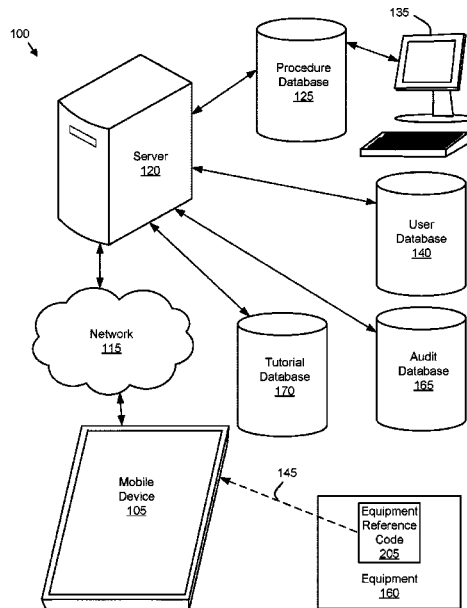 100
135
Procedure
Database
125
Server
120
User
Database
140
Network
115
Tutorial
Database
170
Audit
Database
165
Mobile
Device
105
145
Equipment
Reference
Code
205
Equipment
160